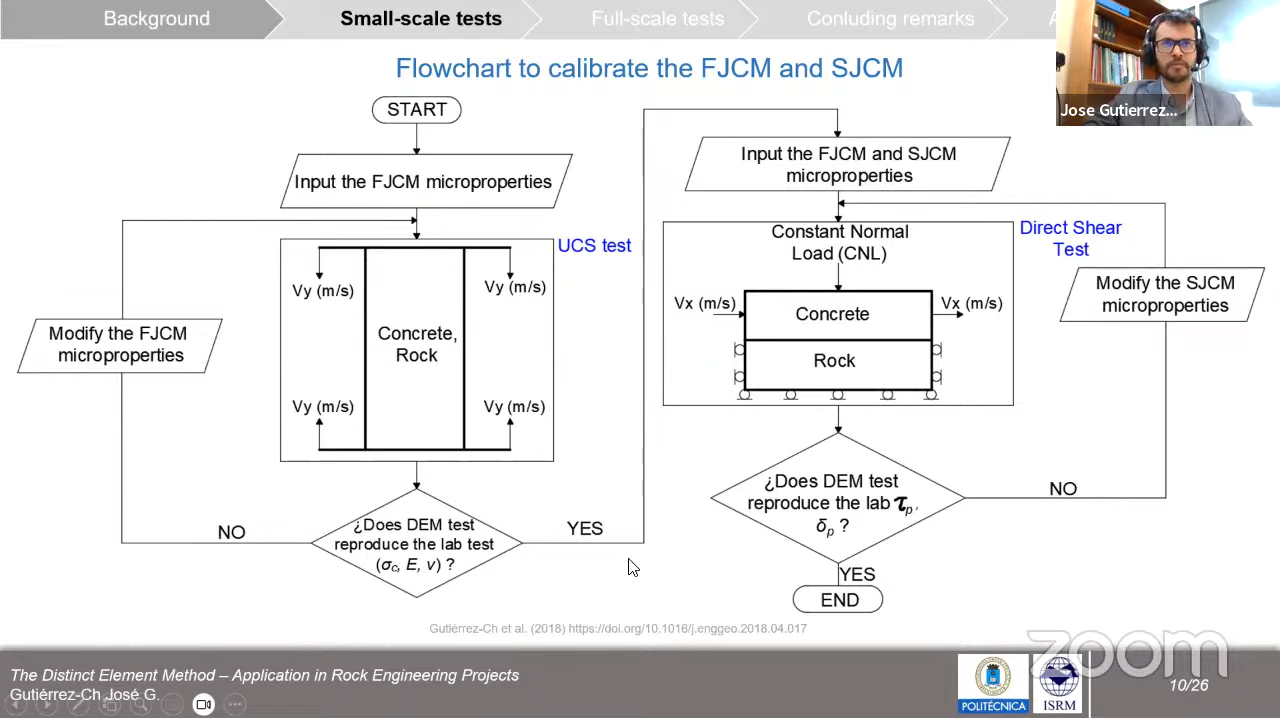 Background
Small-scale tests
Full-scale tests
Conluding remarks
Flowchart to calibrate the FJCM and SJCM
Jose Gutierrez...
START
Input the FJCM microproperties
UCS test
Vy (m/s)
Vy (m/s)
Concrete,
Rock
Vy (m/s)
Vy (m/s)
Modify the FJCM
microproperties
¿Does DEM test
reproduce the lab test
(σc, E, ν) ?
NO
YES
Input the FJCM and SJCM
microproperties
Constant Normal
Load (CNL)
Direct Shear
Test
Vx (m/s)
Vx (m/s)
Concrete
Rock
Modify the SJCM
microproperties
¿Does DEM test
reproduce the lab τp,
δp ?
NO
YES
END
Gutiérrez-Ch et al. (2018) https://doi.org/10.1016/j.enggeo.2018.04.017
zoom
The Distinct Element Method – Application in Rock Engineering Projects
Gutiérrez-Ch José G.
POLITÉCNICA
ISRM
10/26